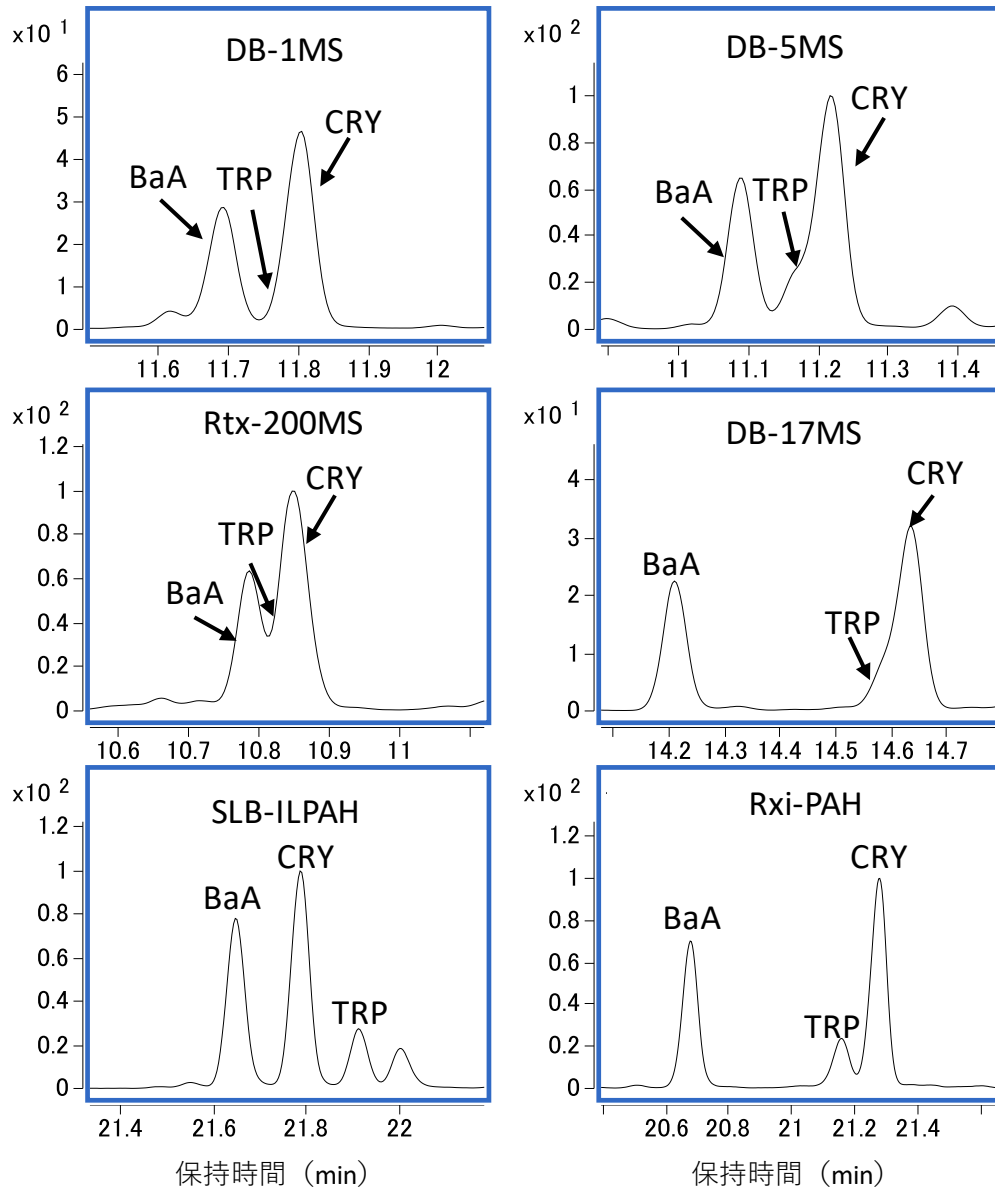 x10 1
DB-1MS
6
5
4
3
2
1
0
BaA
TRP
CRY
11.6 11.7 11.8 11.9 12
x10 2
DB-5MS
1
0.8
0.6
0.4
0.2
0
BaA
TRP
CRY
11 11.1 11.2 11.3 11.4
x10 2
Rtx-200MS
1.2
1
0.8
0.6
0.4
0.2
0
BaA
TRP
CRY
10.6 10.7 10.8 10.9 11
x10 1
DB-17MS
4
3
2
1
0
BaA
TRP
CRY
14.2 14.3 14.4 14.5 14.6 14.7
x10 2
SLB-ILPAH
1.2
1
0.8
0.6
0.4
0.2
0
BaA
CRY
TRP
21.4 21.6 21.8 22
保持時間（min）
x10 2
Rxi-PAH
1.2
1
0.8
0.6
0.4
0.2
0
BaA
TRP
CRY
20.6 20.8 21 21.2 21.4
保持時間（min）